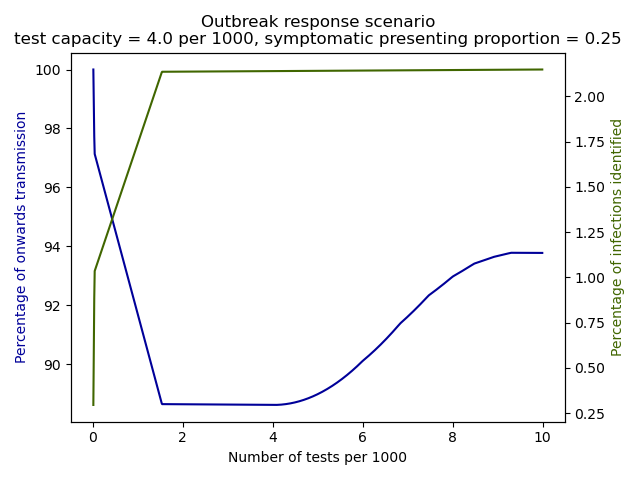 Outbreak response scenario
test capacity = 4.0 per 1000, symptomatic presenting proportion = 0.25
Percentage of onwards transmission
100
98
96
94
92
90
2.00
1.75
1.50
1.25
1.00
0.75
0.50
0.25
Percentage of infections identified
0 2 4 6 8 10
Number of tests per 1000